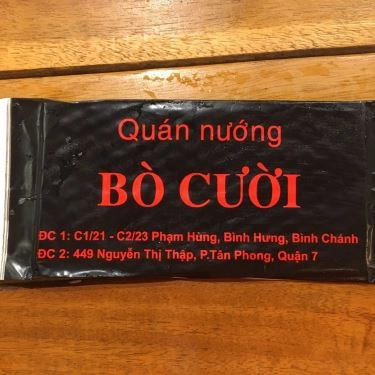 Quán nướng
BÒ CƯỜI
ĐC 1: C1/21 - C2/23 Phạm Hùng, Bình Hưng, Bình Chánh
ĐC 2: 449 Nguyễn Thị Thập, P.Tân Phong, Quận 7